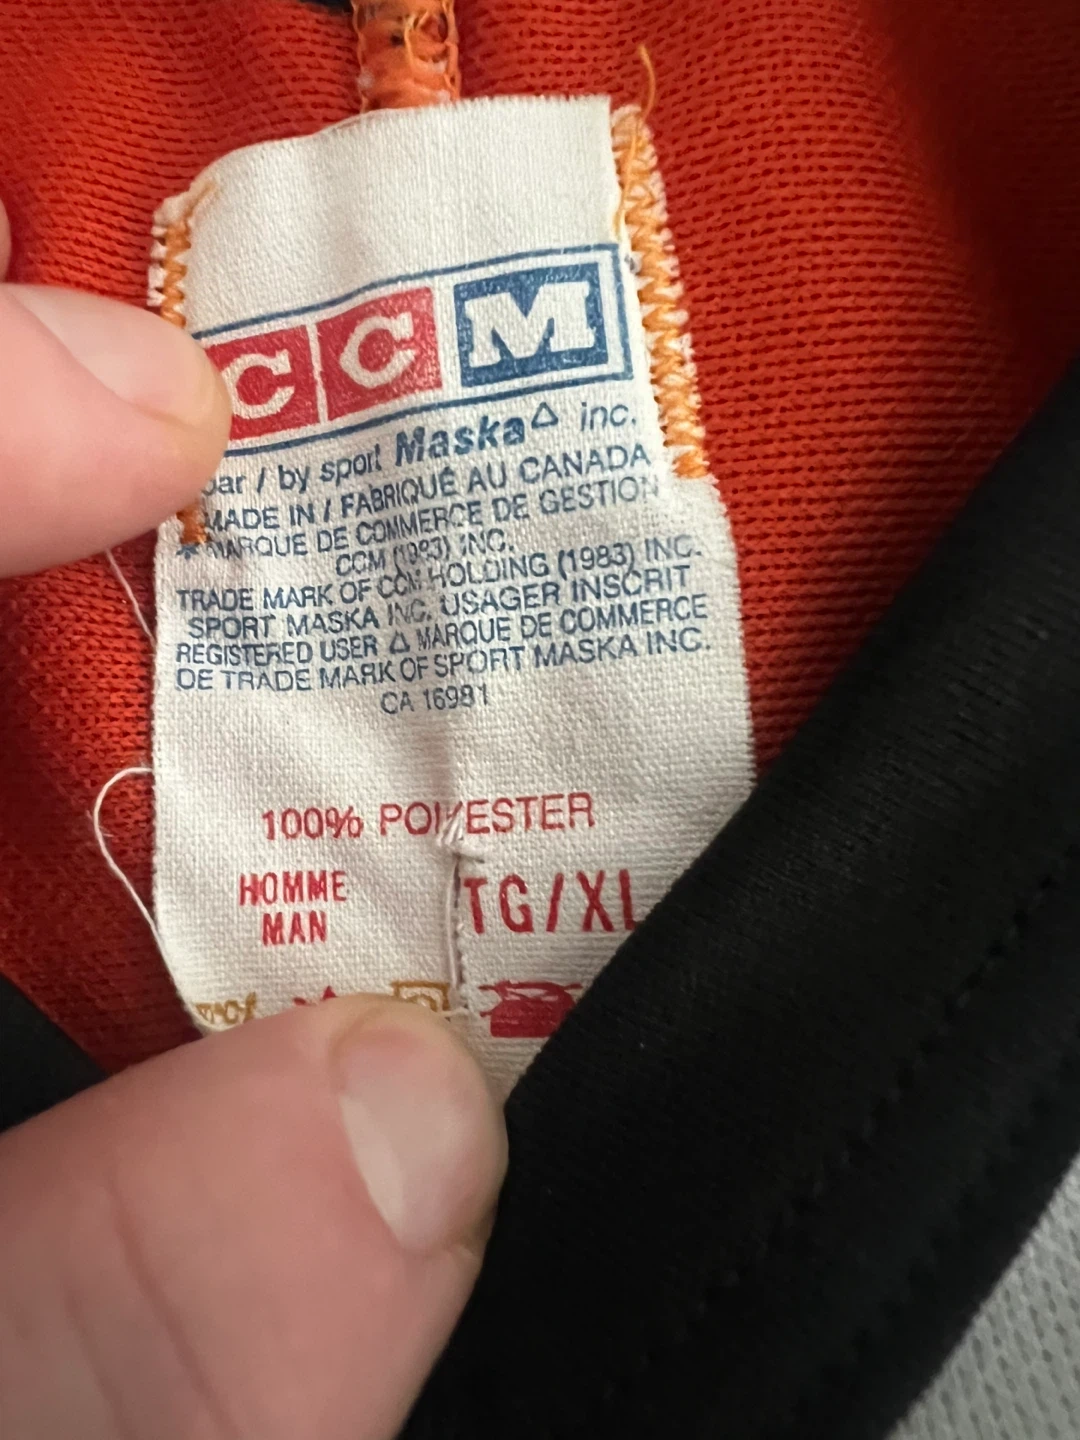 CCM
par / by sport Maska△ inc.
MADE IN / FABRIQUÉ AU CANADA
* MARQUE DE COMMERCE DE GESTION
CCM (1983) INC.
TRADE MARK OF CCM HOLDING (1983) INC.
SPORT MASKA INC. USAGER INSCRIT
REGISTERED USER △ MARQUE DE COMMERCE
DE TRADE MARK OF SPORT MASKA INC.
CA 16981
100% POLYESTER
HOMME
MAN
TG/XL